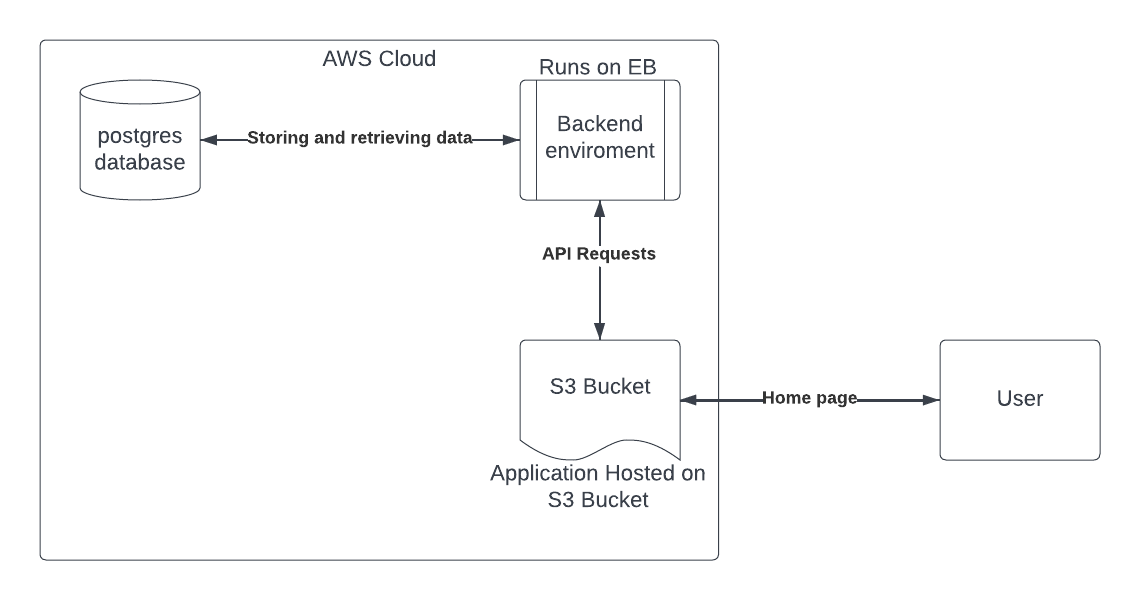 AWS Cloud
Runs on EB
postgres
database
Storing and retrieving data
Backend
enviroment
API Requests
S3 Bucket
Home page
User
Application Hosted on
S3 Bucket